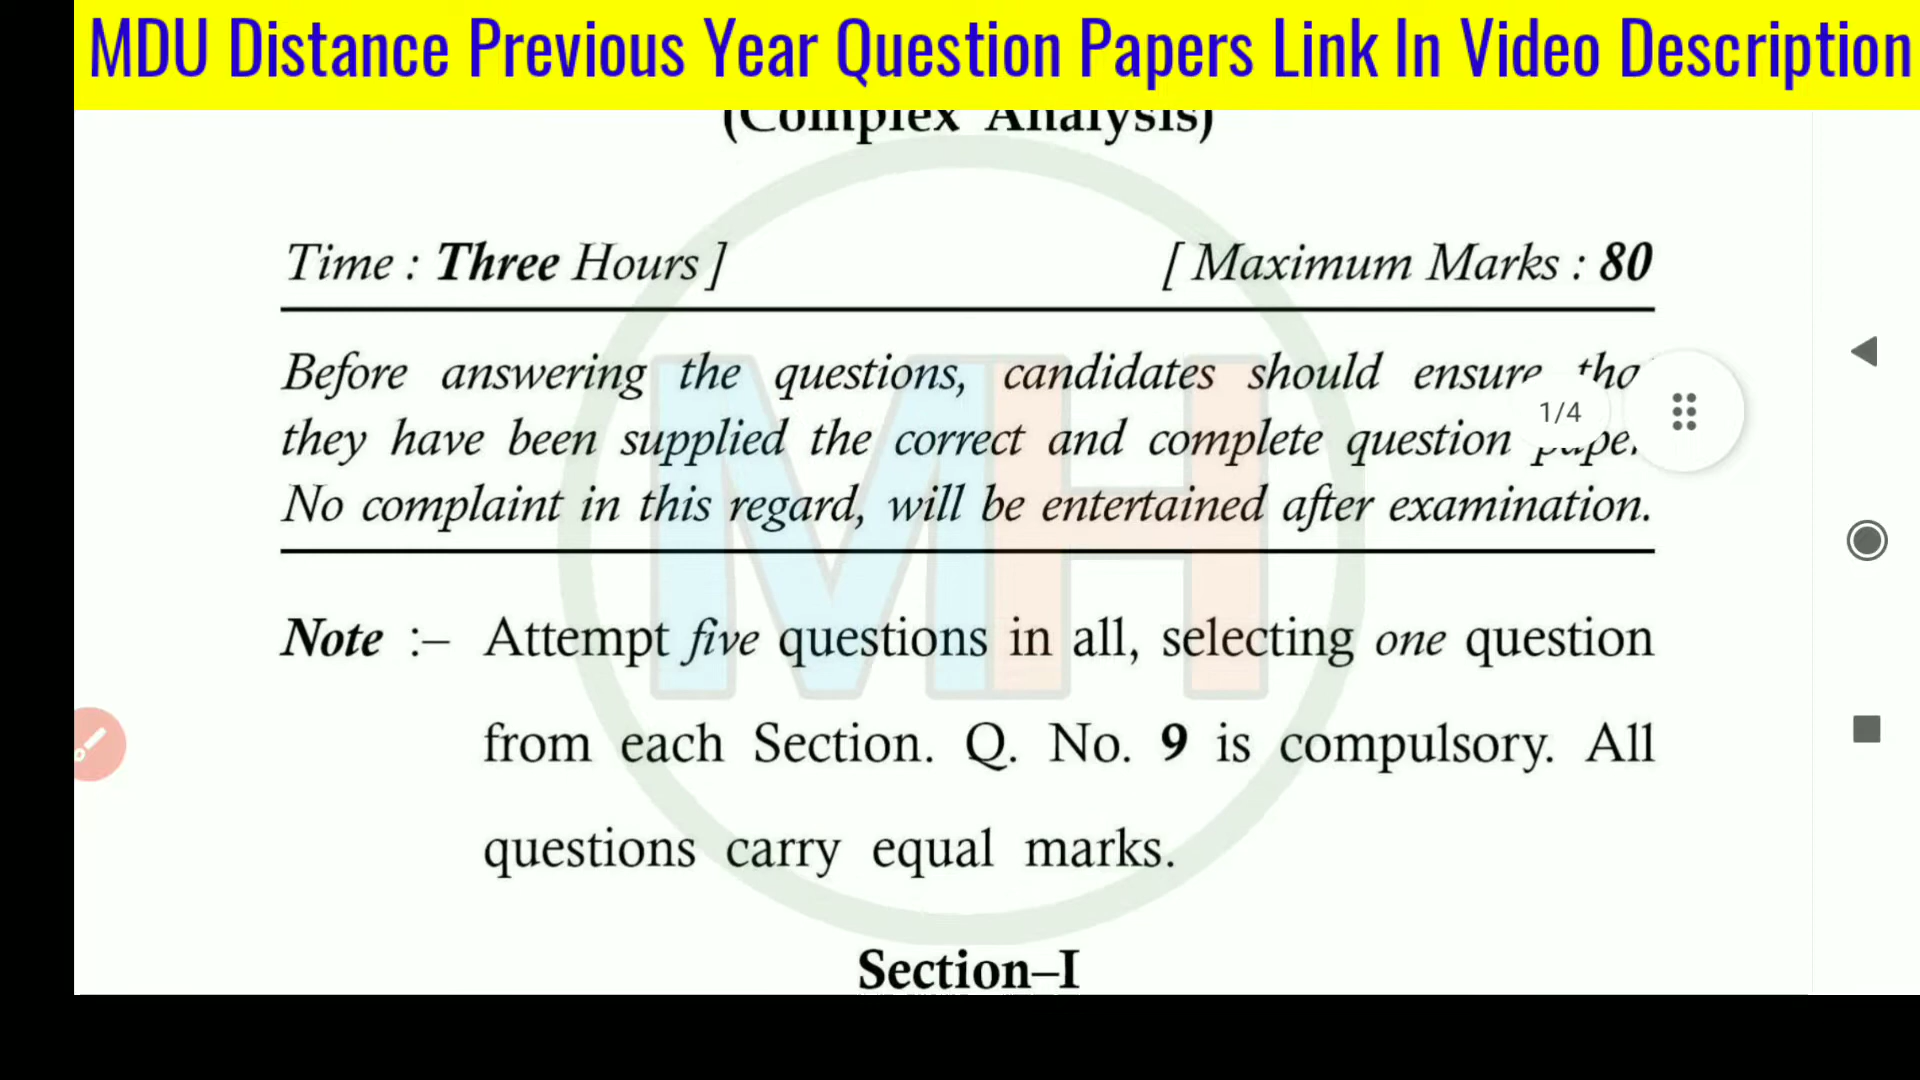 MDU Distance Previous Year Question Papers Link In Video Description
(Complex Analysis)
Time : Three Hours ] [ Maximum Marks : 80
Before answering the questions, candidates should ensure
they have been supplied the correct and complete question
No complaint in this regard, will be entertained after examination.
1/4
Note :– Attempt five questions in all, selecting one question
from each Section. Q. No. 9 is compulsory. All
questions carry equal marks.
Section–I
MH